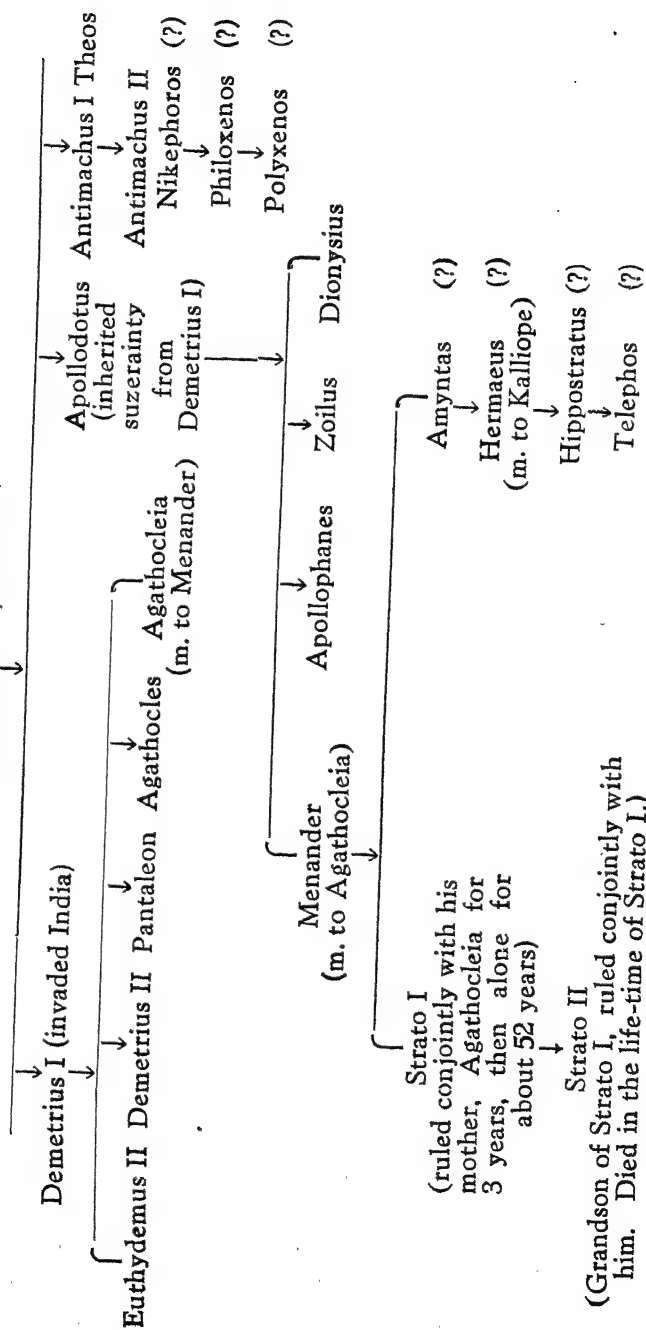 Demetrius I (invaded India)
Apollodotus
(inherited
suzerainty
from
Demetrius I)
Antimachus I Theos
Antimachus II
Nikephoros (?)
Philoxenos (?)
Polyxenos (?)
Euthydemus II Demetrius II Pantaleon Agathocles Agathocleia
(m. to Menander)
Menander
(m. to Agathocleia)
Apollophanes Zoilus Dionysius
Strato I
(ruled conjointly with his
mother, Agathocleia for
3 years, then alone for
about 52 years)
Strato II
(Grandson of Strato I, ruled conjointly with
him. Died in the life-time of Strato I.)
Amyntas (?)
Hermaeus (?)
(m. to Kalliope)
Hippostratus (?)
Telephos (?)